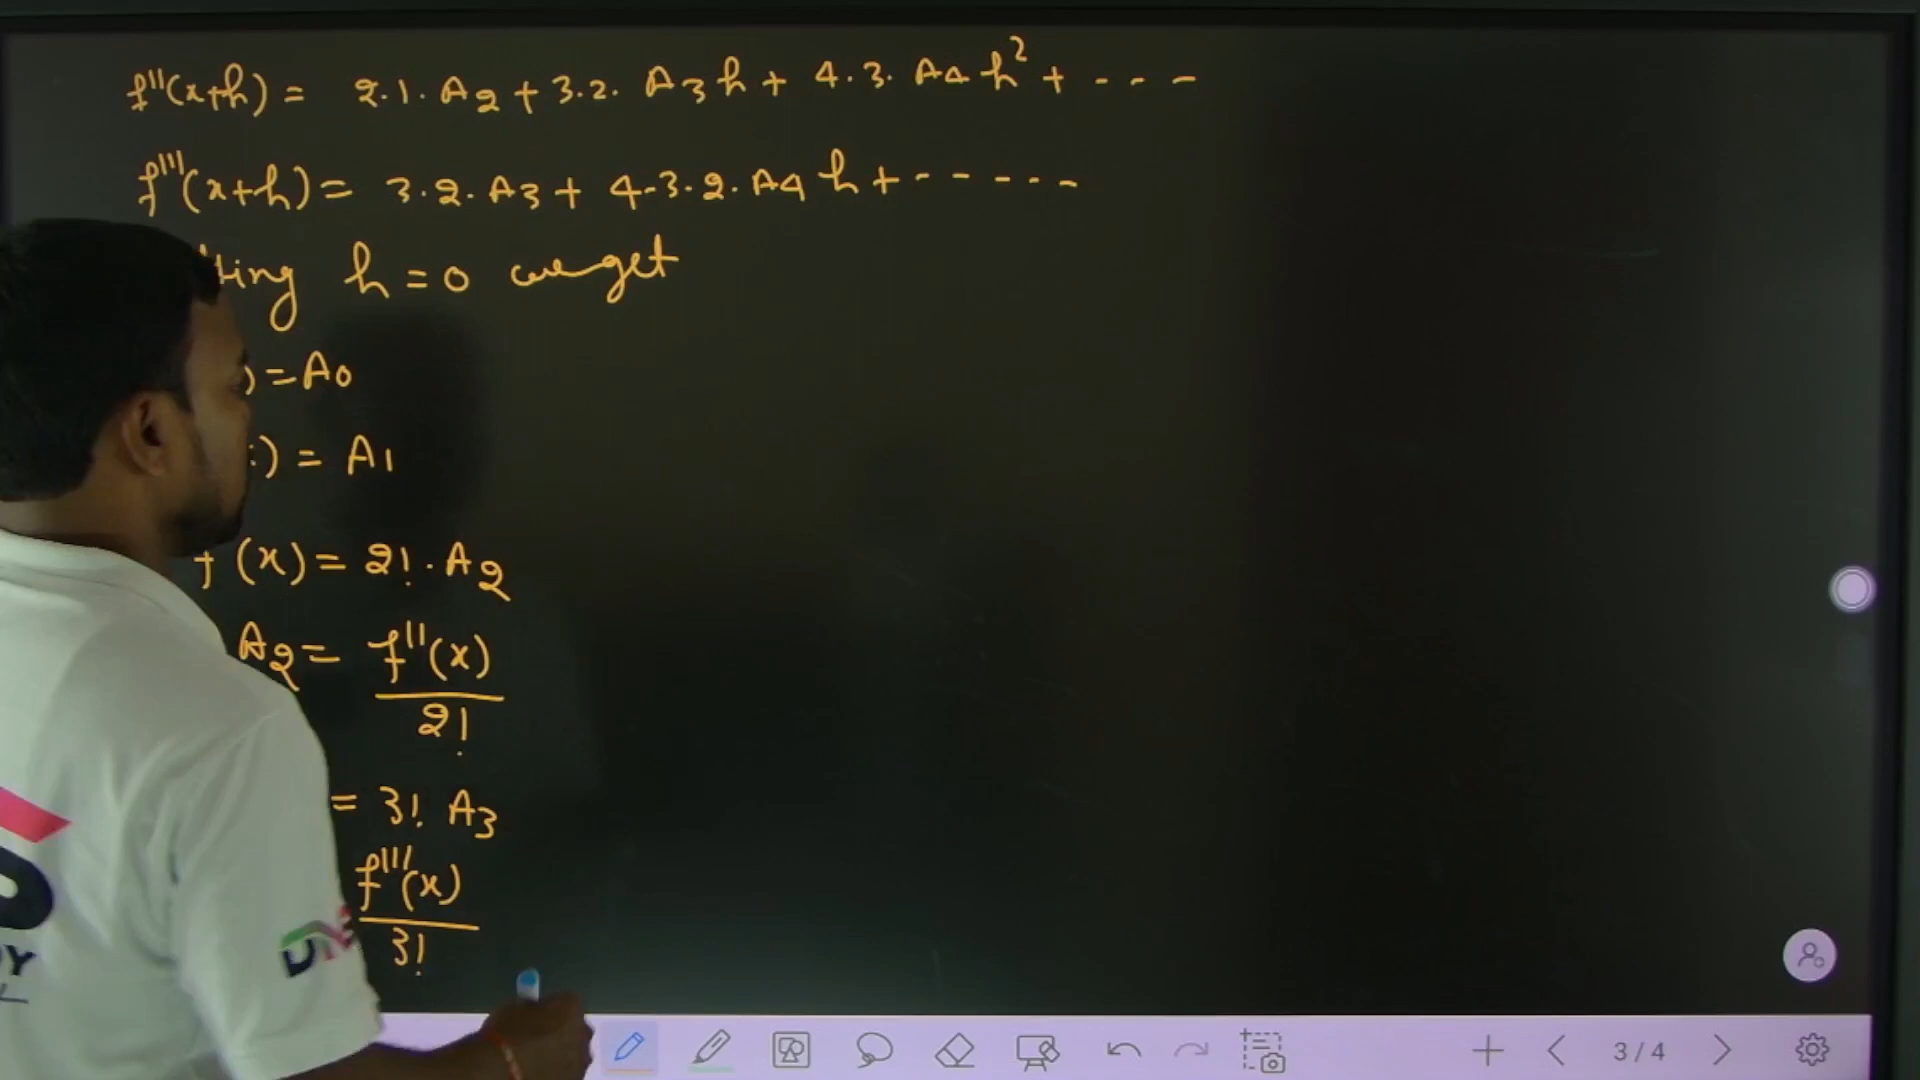 f''(x+h) = 2.1. A2 + 3.2. A3 h + 4.3. A4 h² + - - -
f'''(x+h) = 3.2. A3 + 4.3.2. A4 h + - - - - -
h = 0 we get
) = A0
) = A1
f (x) = 2! . A2
A2 = f''(x)
2!
= 3! A3
f'''(x)
3!
3/4